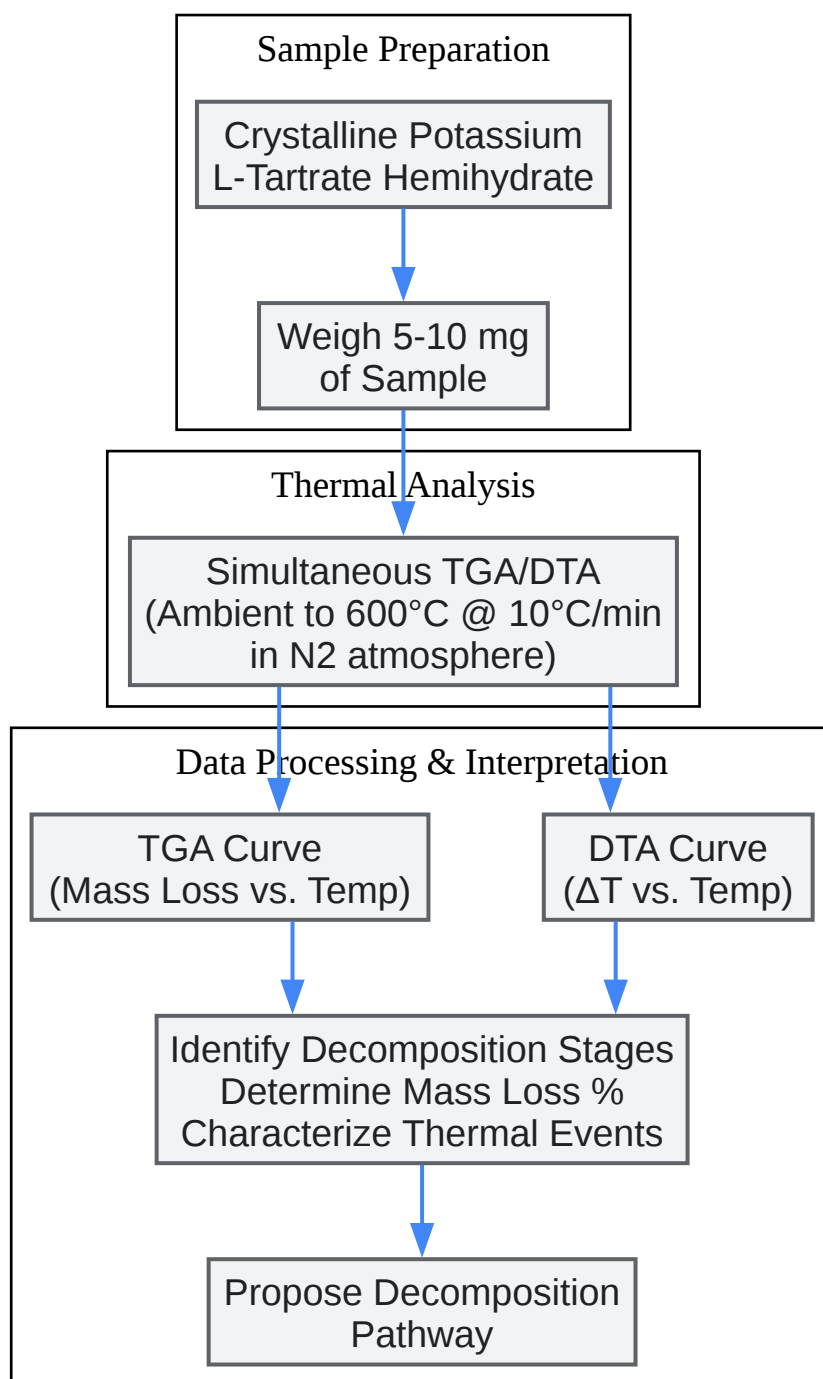 Sample Preparation
Crystalline Potassium
L-Tartrate Hemihydrate
Weigh 5-10 mg
of Sample
Thermal Analysis
Simultaneous TGA/DTA
(Ambient to 600°C @ 10°C/min
in N2 atmosphere)
Data Processing & Interpretation
TGA Curve
(Mass Loss vs. Temp)
DTA Curve
(ΔT vs. Temp)
Identify Decomposition Stages
Determine Mass Loss %
Characterize Thermal Events
Propose Decomposition
Pathway